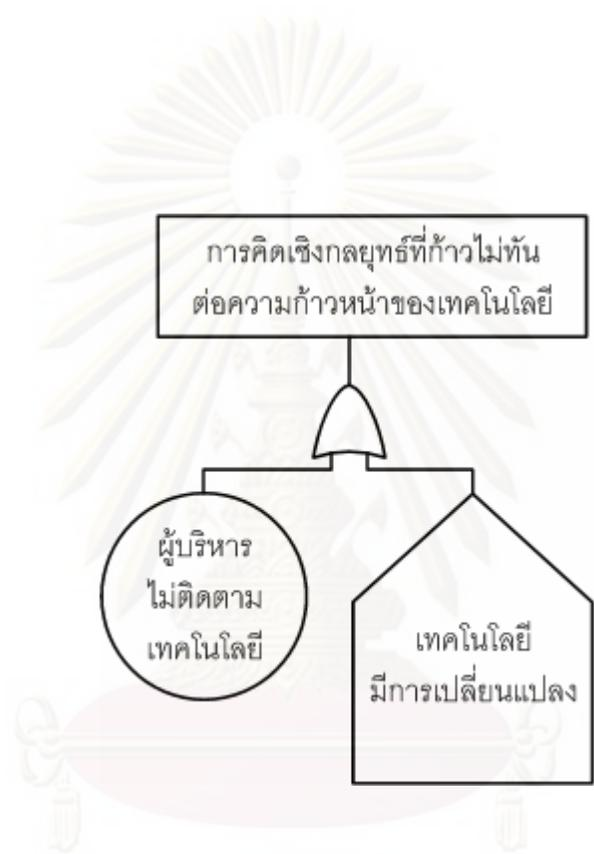 การคิดเชิงกลยุทธ์ที่ก้าวไม่ทัน
ต่อความก้าวหน้าของเทคโนโลยี
ผู้บริหาร
ไม่ติดตาม
เทคโนโลยี
เทคโนโลยี
มีการเปลี่ยนแปลง